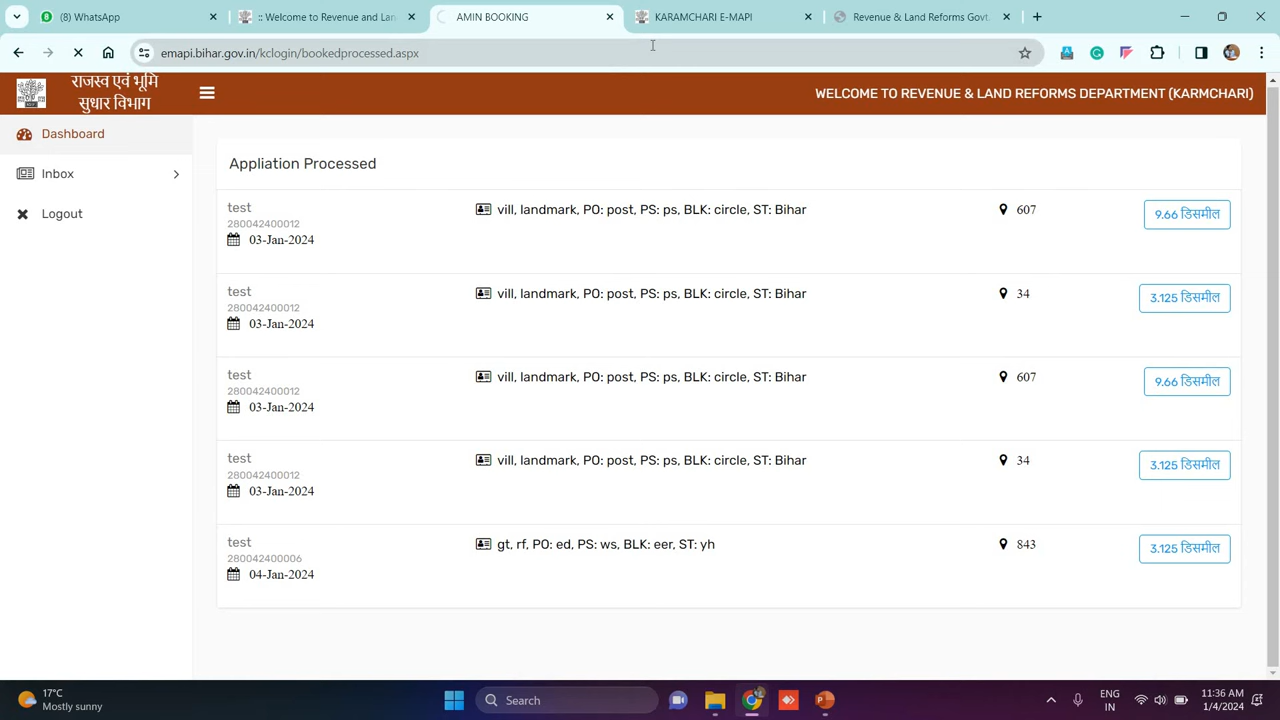 (8) WhatsApp
:: Welcome to Revenue and Lan
AMIN BOOKING
KARAMCHARI E-MAPI
Revenue & Land Reforms Govt.
emapi.bihar.gov.in/kclogin/bookedprocessed.aspx
राजस्व एवं भूमि
सुधार विभाग
WELCOME TO REVENUE & LAND REFORMS DEPARTMENT (KARMCHARI)
Dashboard
Inbox
Logout
Appliation Processed
test
280042400012
03-Jan-2024
vill, landmark, PO: post, PS: ps, BLK: circle, ST: Bihar
607
9.66 डिसमील
test
280042400012
03-Jan-2024
vill, landmark, PO: post, PS: ps, BLK: circle, ST: Bihar
34
3.125 डिसमील
test
280042400012
03-Jan-2024
vill, landmark, PO: post, PS: ps, BLK: circle, ST: Bihar
607
9.66 डिसमील
test
280042400012
03-Jan-2024
vill, landmark, PO: post, PS: ps, BLK: circle, ST: Bihar
34
3.125 डिसमील
test
280042400006
04-Jan-2024
gt, rf, PO: ed, PS: ws, BLK: eer, ST: yh
843
3.125 डिसमील
17°C
Mostly sunny
Search
ENG
IN
11:36 AM
1/4/2024